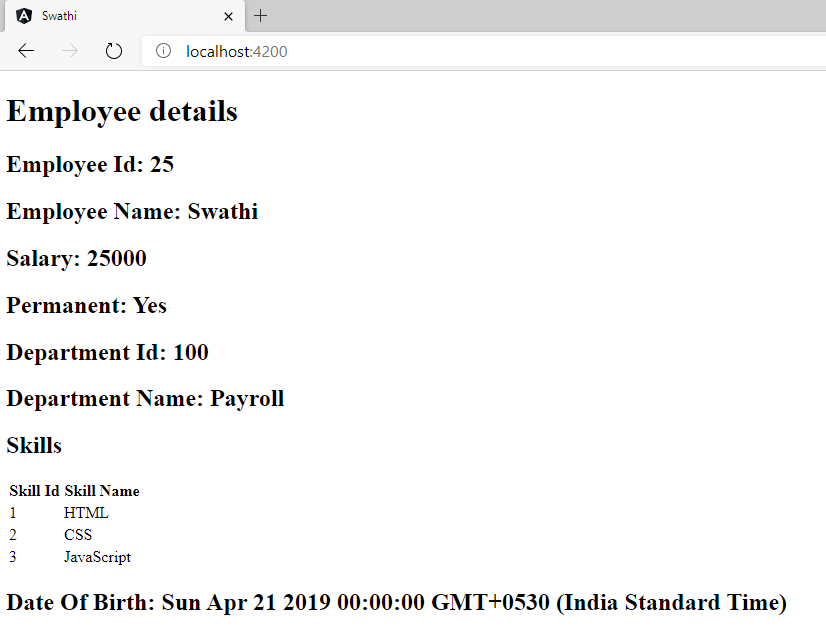 Swathi
localhost:4200
Employee details
Employee Id: 25
Employee Name: Swathi
Salary: 25000
Permanent: Yes
Department Id: 100
Department Name: Payroll
Skills
Skill Id Skill Name
1 HTML
2 CSS
3 JavaScript
Date Of Birth: Sun Apr 21 2019 00:00:00 GMT+0530 (India Standard Time)